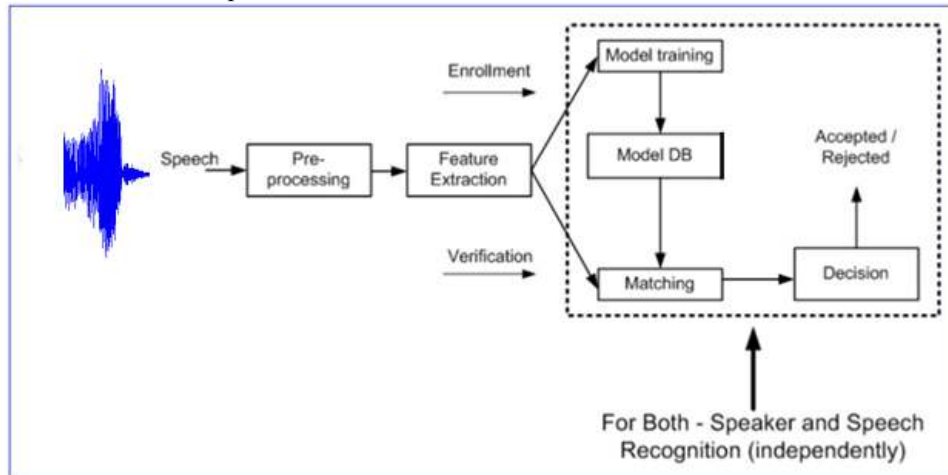 Speech
Pre-
processing
Feature
Extraction
Enrollment
Verification
Model training
Model DB
Matching
Decision
Accepted /
Rejected
For Both - Speaker and Speech
Recognition (independently)